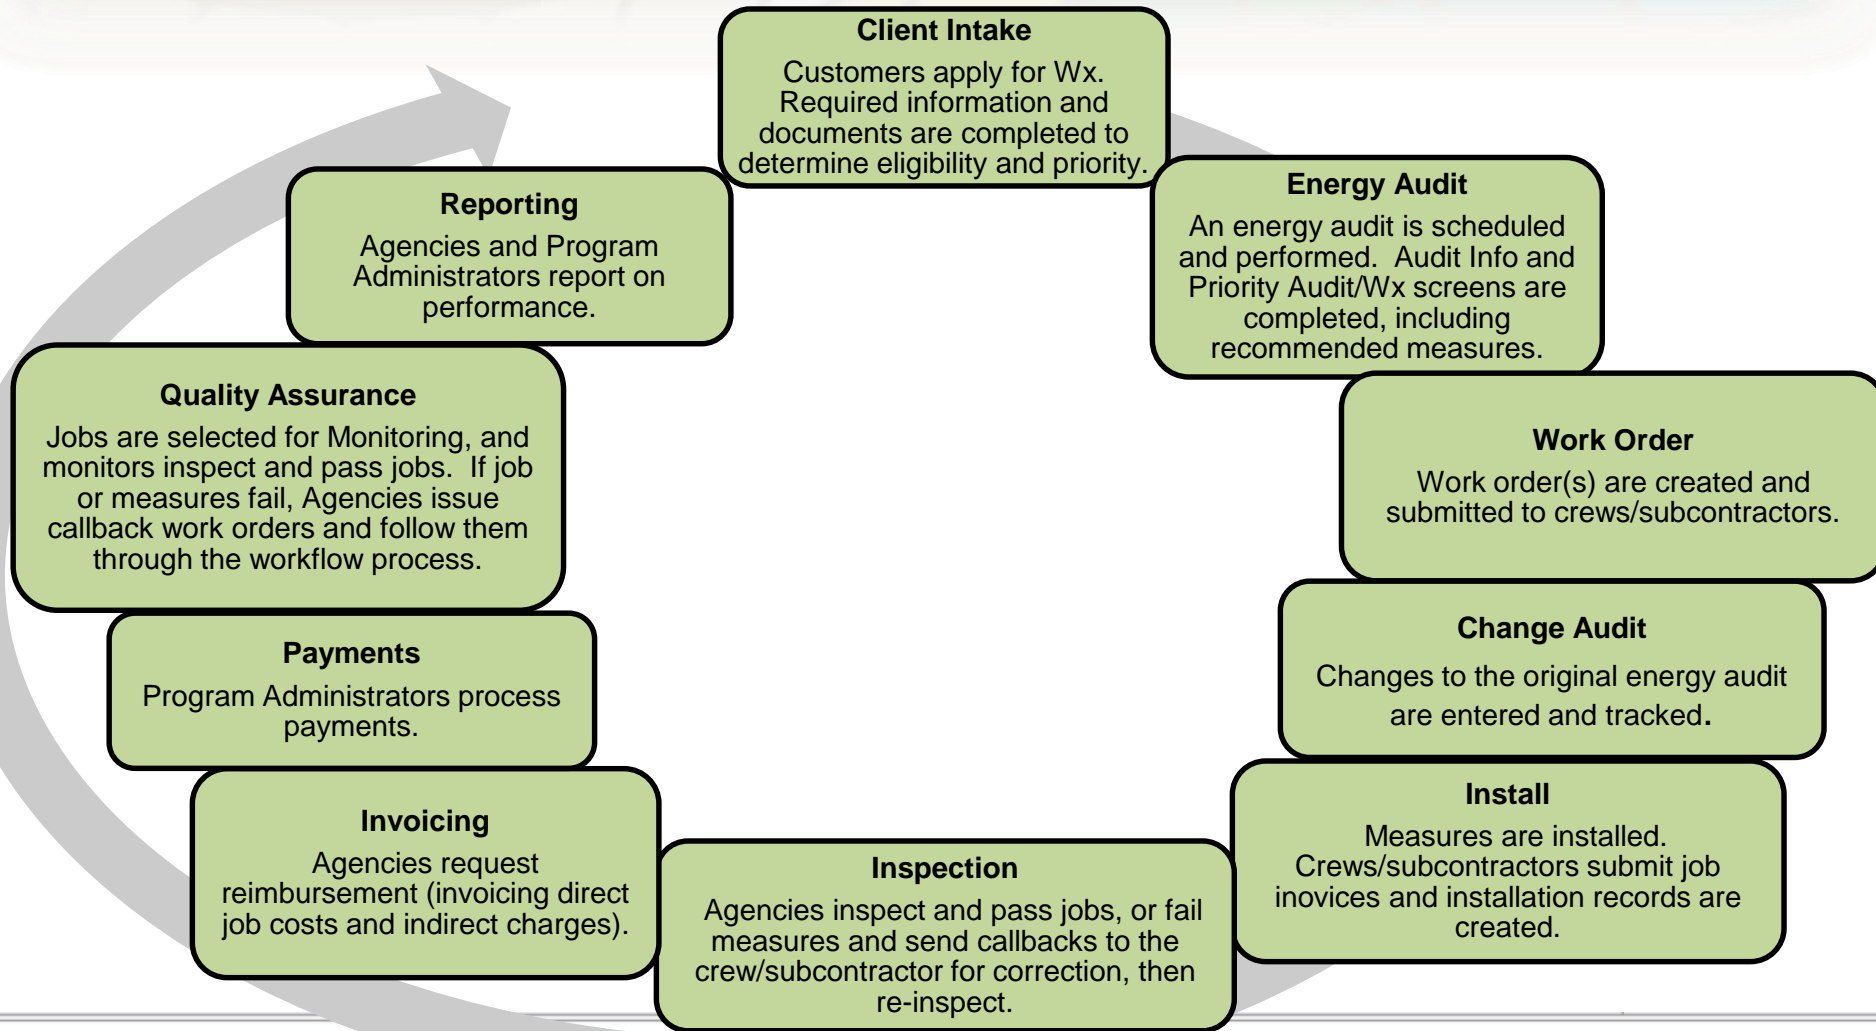 Client Intake
Customers apply for Wx.
Required information and
documents are completed to
determine eligibility and priority.
Energy Audit
An energy audit is scheduled
and performed.  Audit Info and
Priority Audit/Wx screens are
completed, including
recommended measures.
Work Order
Work order(s) are created and
submitted to crews/subcontractors.
Change Audit
Changes to the original energy audit
are entered and tracked.
Install
Measures are installed.
Crews/subcontractors submit job
inovices and installation records are
created.
Inspection
Agencies inspect and pass jobs, or fail
measures and send callbacks to the
crew/subcontractor for correction, then
re-inspect.
Invoicing
Agencies request
reimbursement (invoicing direct
job costs and indirect charges).
Payments
Program Administrators process
payments.
Quality Assurance
Jobs are selected for Monitoring, and
monitors inspect and pass jobs.  If job
or measures fail, Agencies issue
callback work orders and follow them
through the workflow process.
Reporting
Agencies and Program
Administrators report on
performance.